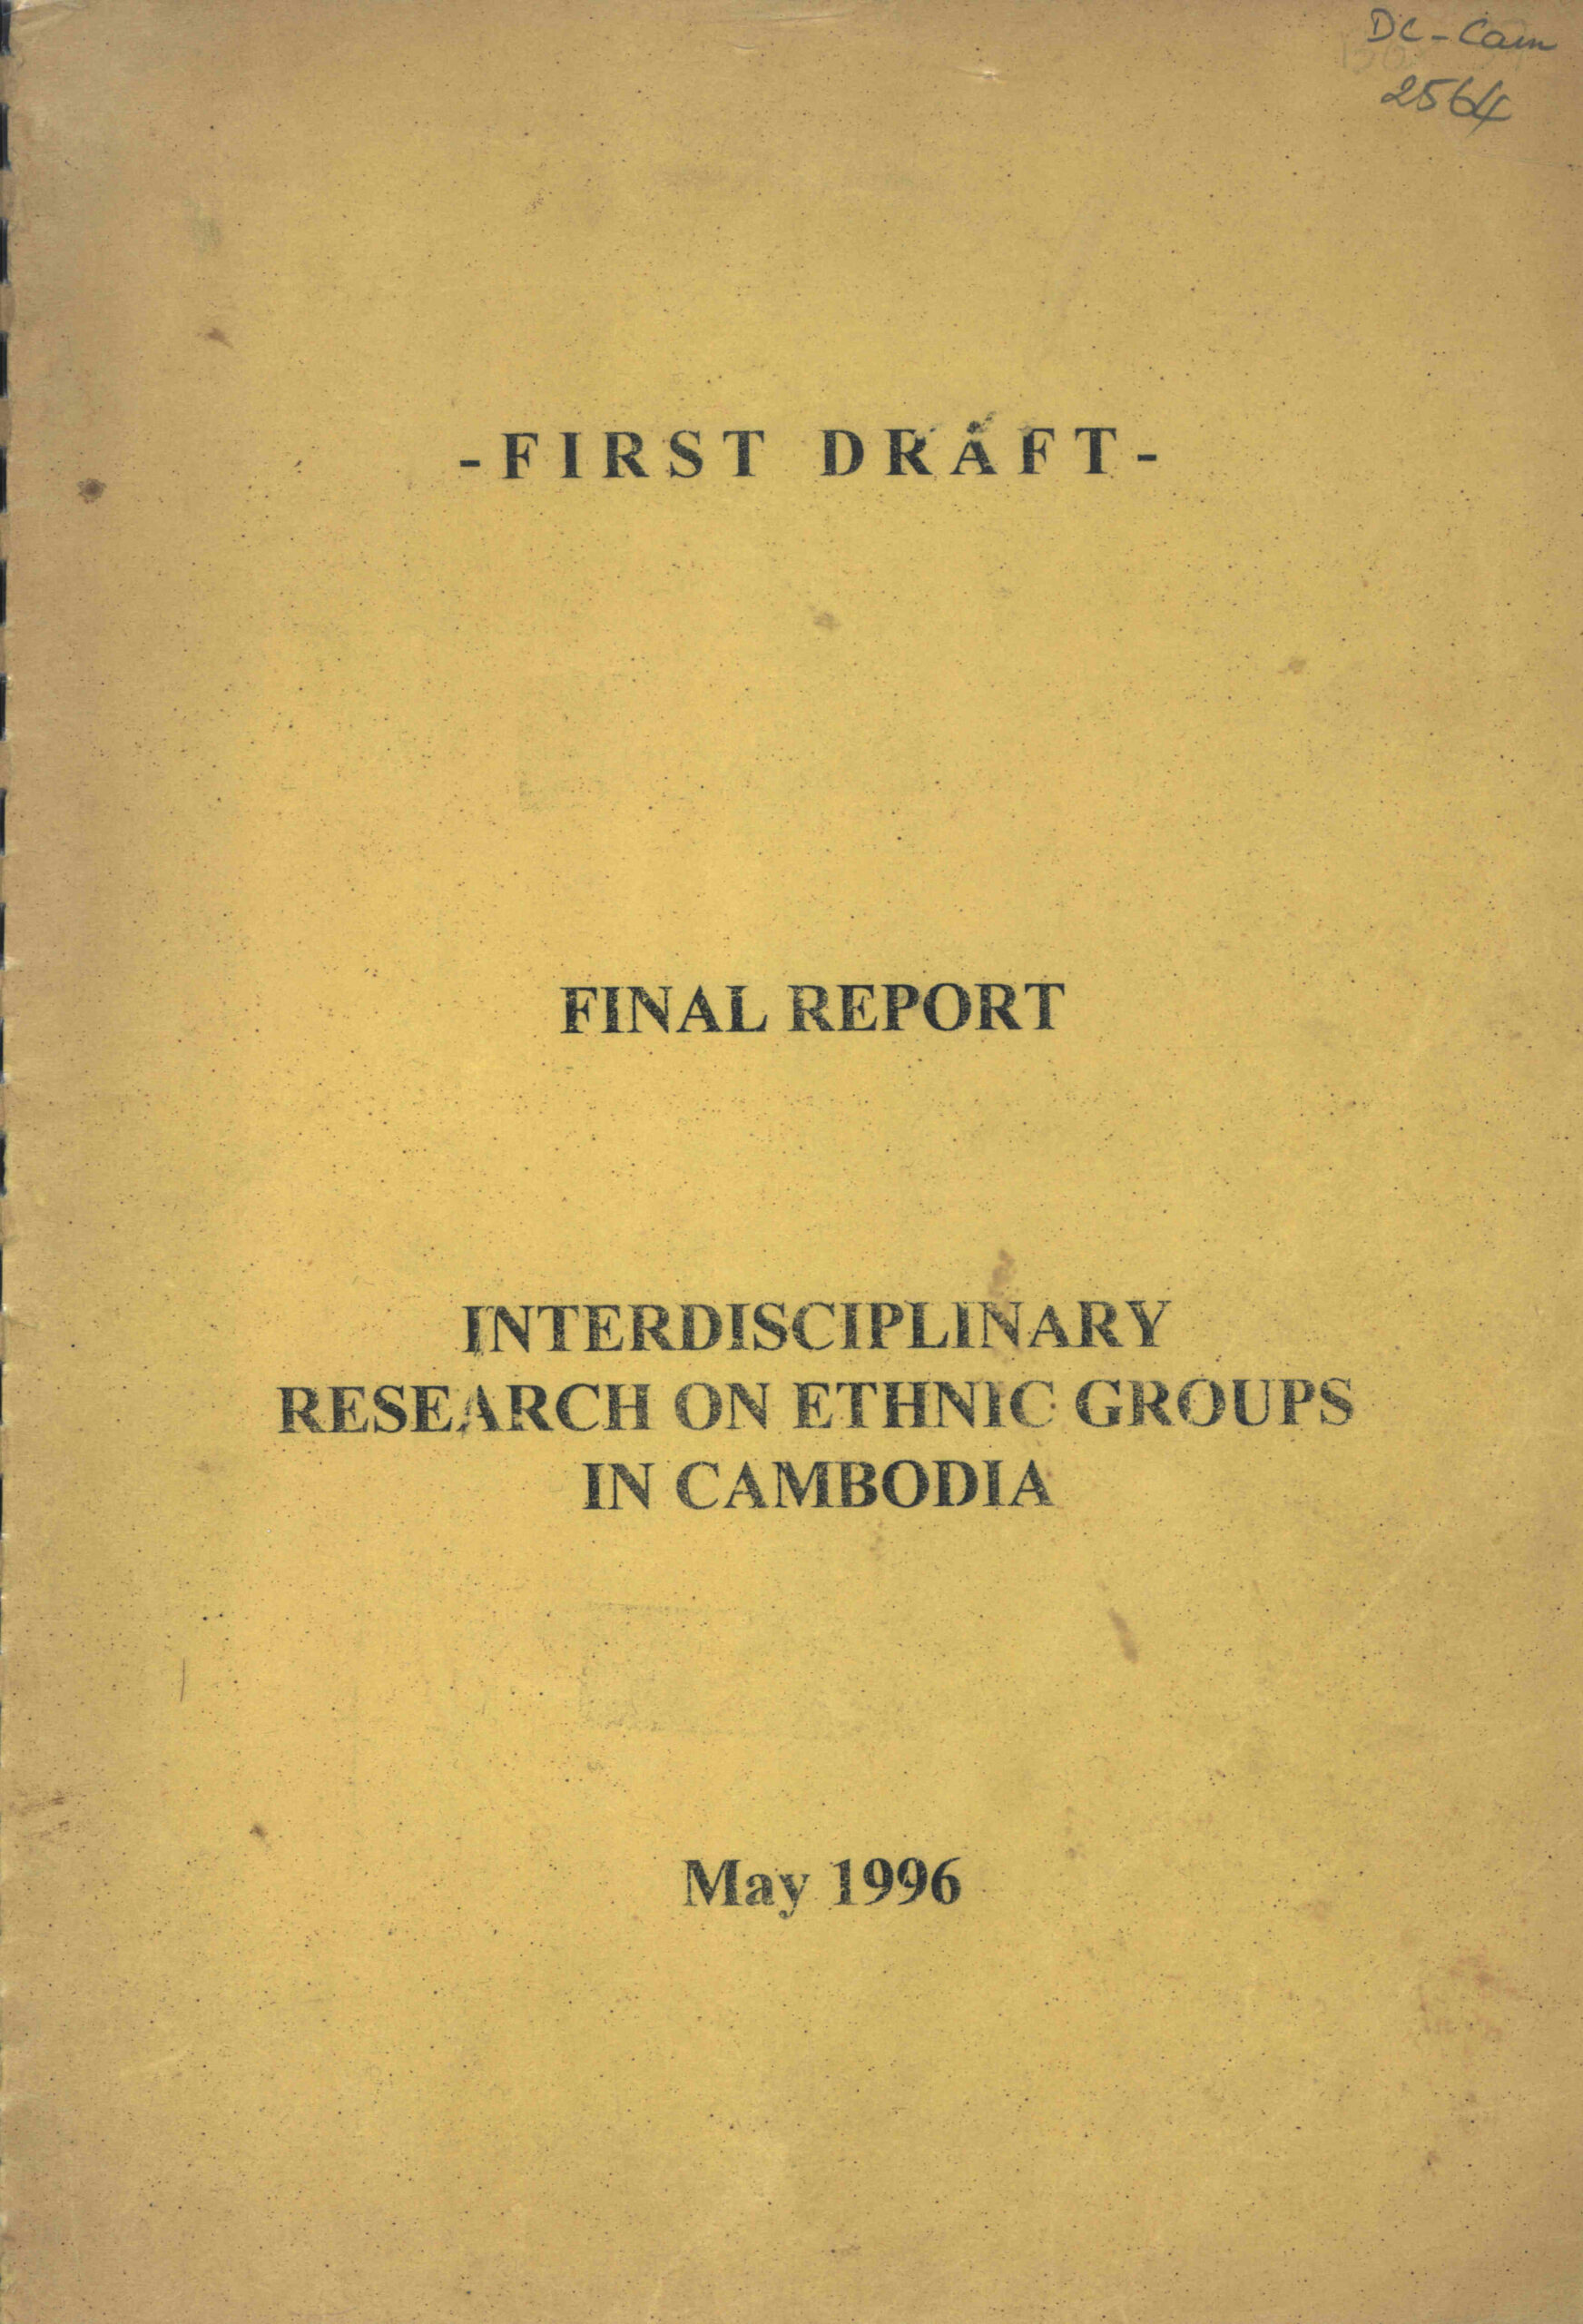 DC-Cam
2564
-FIRST DRAFT-
FINAL REPORT
INTERDISCIPLINARY
RESEARCH ON ETHNIC GROUPS
IN CAMBODIA
May 1996